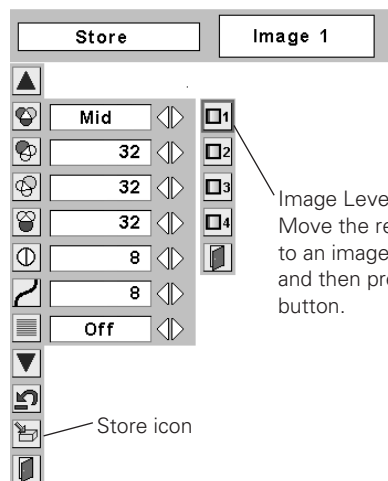 Store
Image 1
Mid
32
32
32
8
8
Off
1
2
3
4
Image Leve
Move the re
to an image
and then pre
button.
Store icon